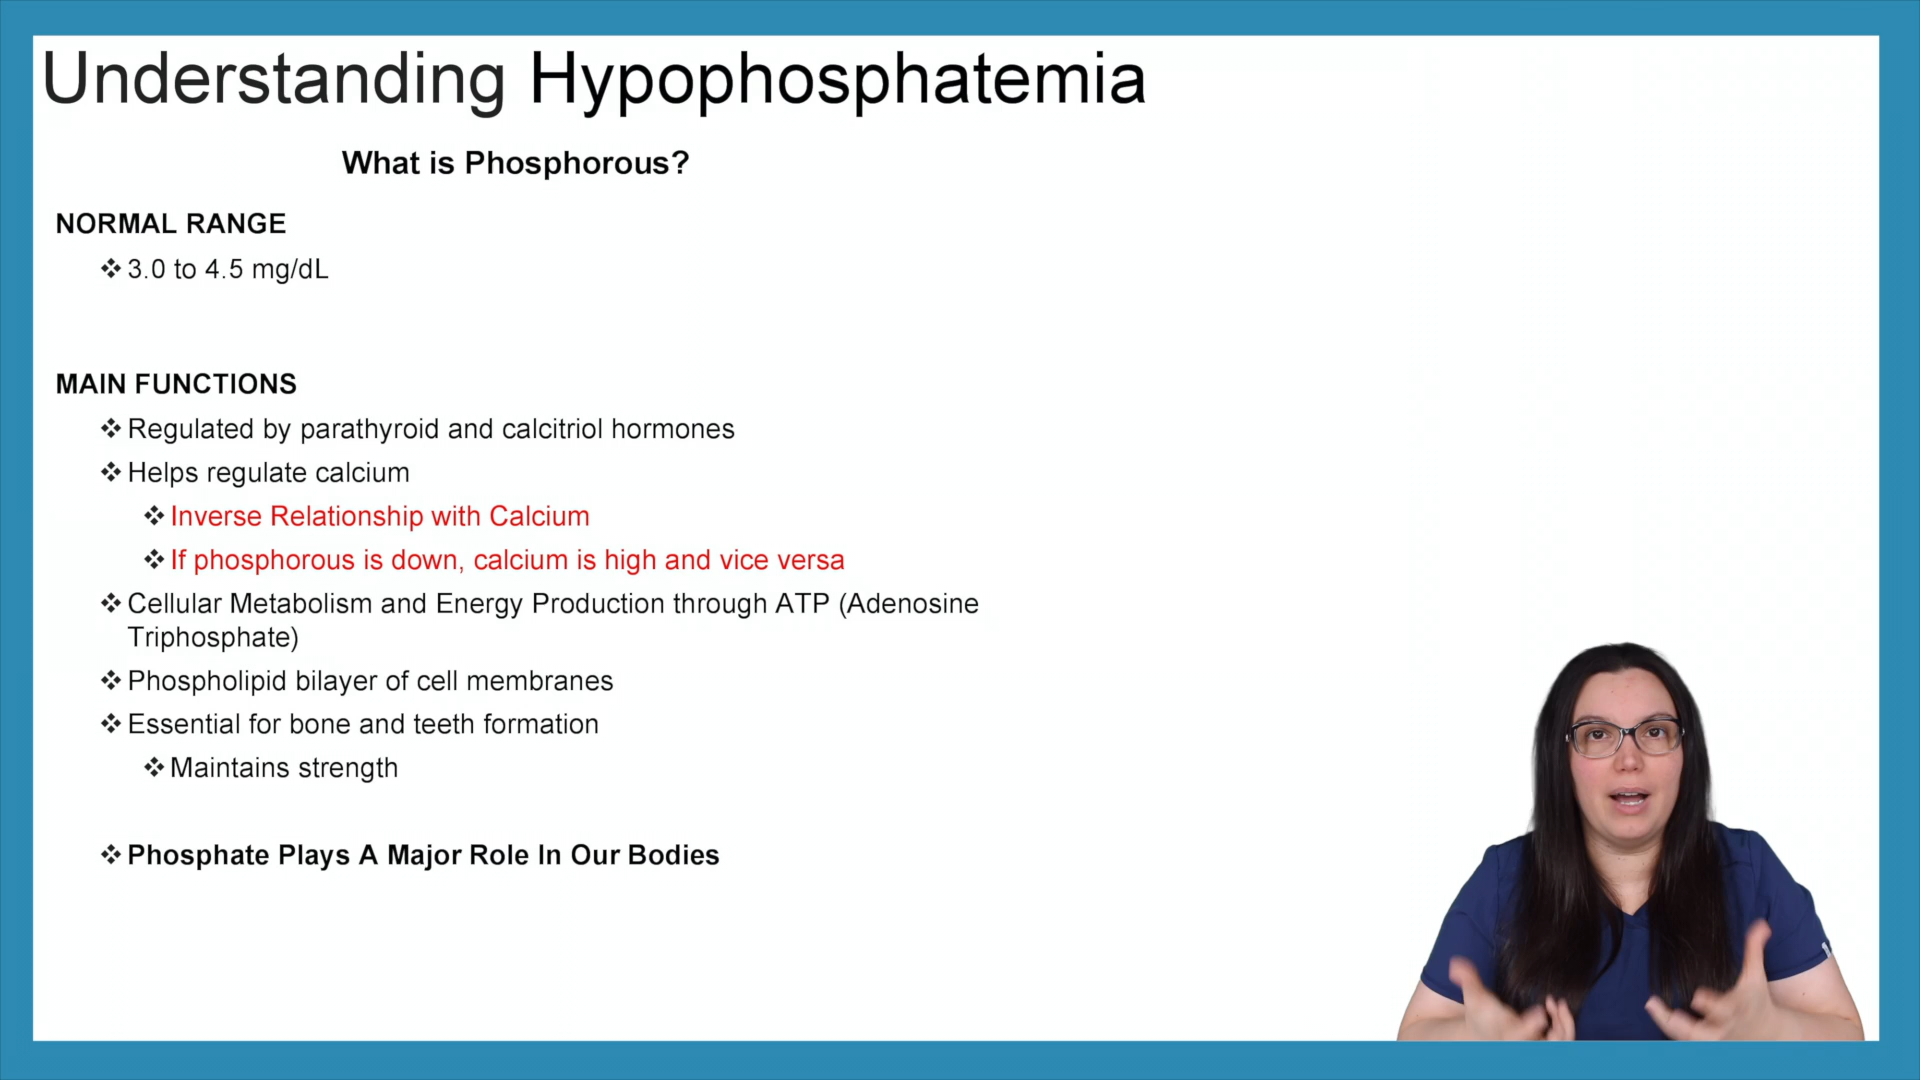 Understanding Hypophosphatemia
What is Phosphorous?
NORMAL RANGE
❖ 3.0 to 4.5 mg/dL
MAIN FUNCTIONS
❖ Regulated by parathyroid and calcitriol hormones
❖ Helps regulate calcium
❖ Inverse Relationship with Calcium
❖ If phosphorous is down, calcium is high and vice versa
❖ Cellular Metabolism and Energy Production through ATP (Adenosine
Triphosphate)
❖ Phospholipid bilayer of cell membranes
❖ Essential for bone and teeth formation
❖ Maintains strength
❖ Phosphate Plays A Major Role In Our Bodies